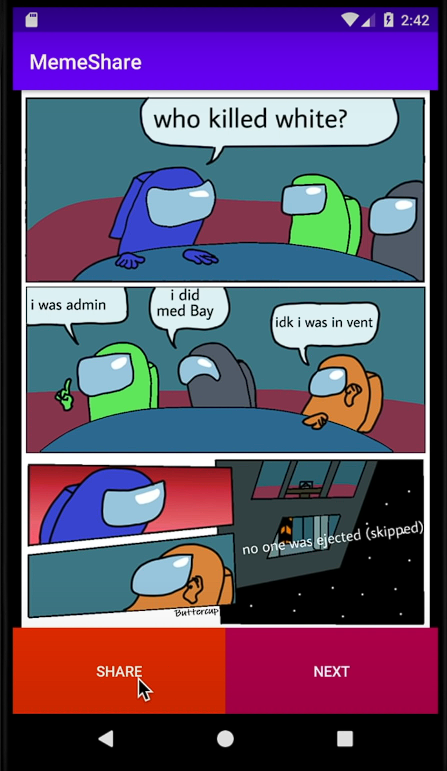 2:42
MemeShare
who killed white?
i was admin
i did
med Bay
idk i was in vent
no one was ejected (skipped)
Buttercup
SHARE
NEXT